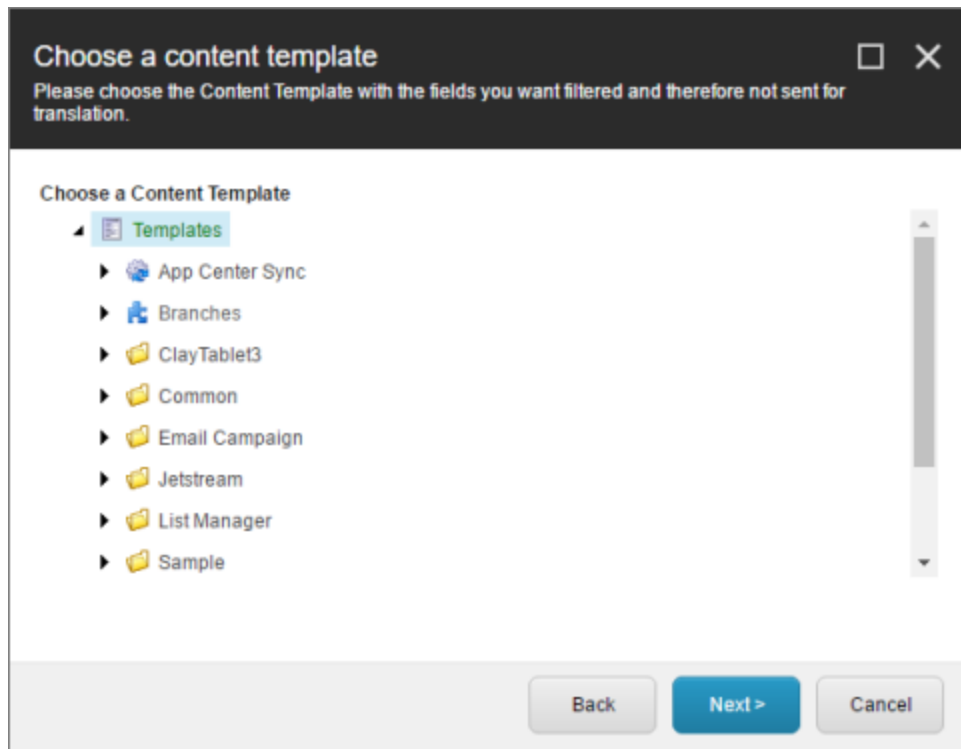 Choose a content template
Please choose the Content Template with the fields you want filtered and therefore not sent for
translation.
Choose a Content Template
Templates
App Center Sync
Branches
ClayTablet3
Common
Email Campaign
Jetstream
List Manager
Sample
Back
Next >
Cancel